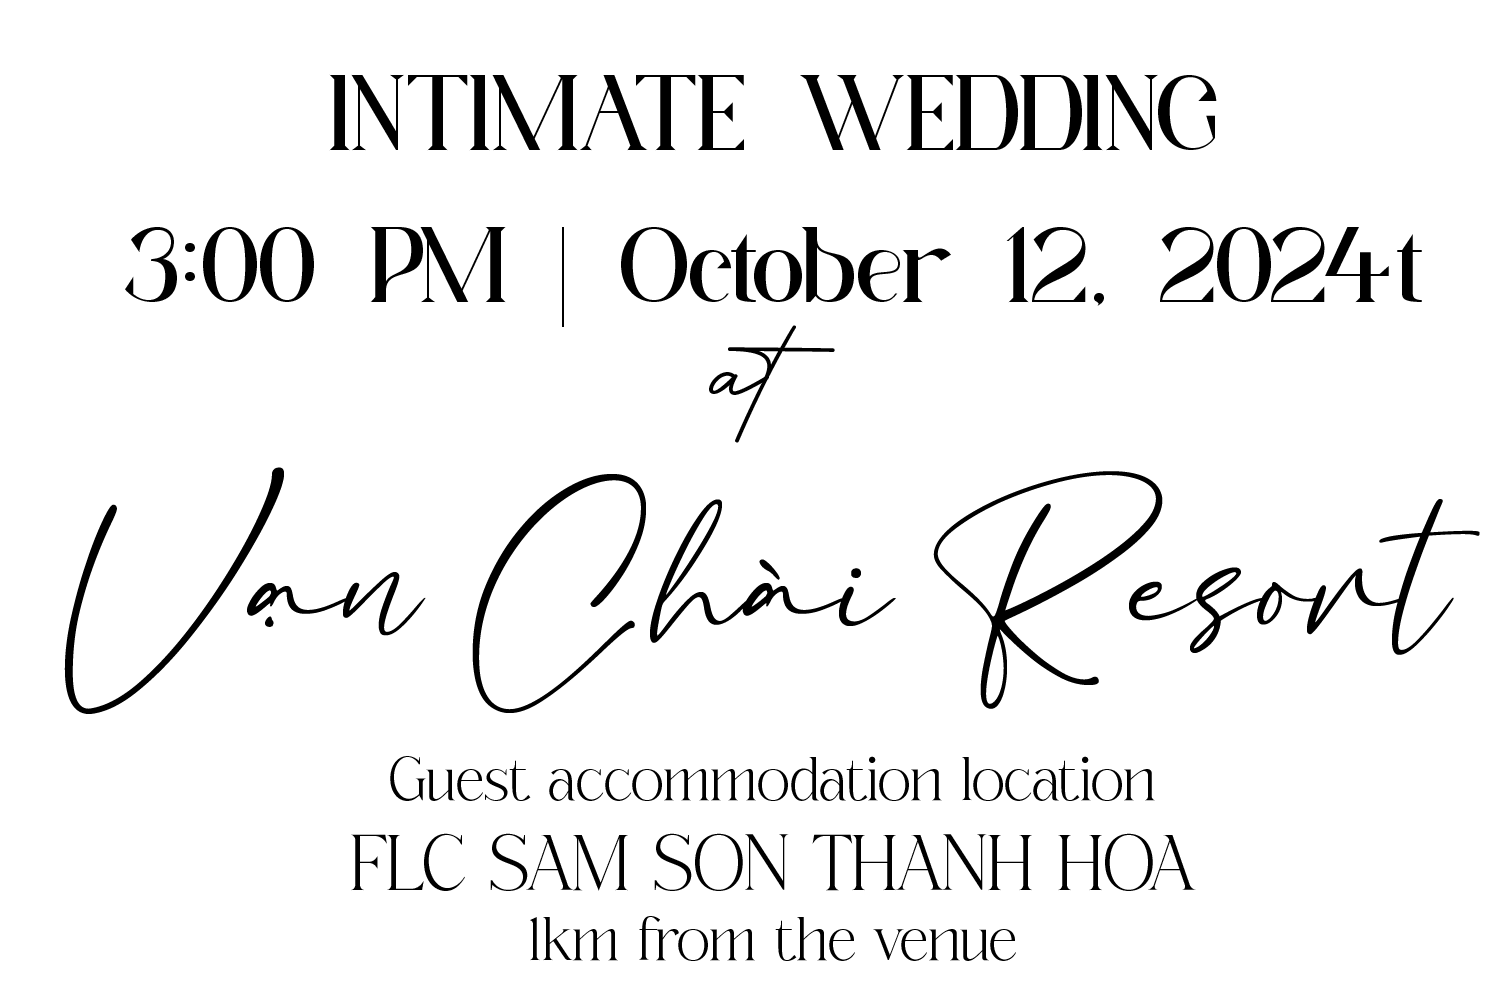 INTIMATE WEDDING
3:00 PM | October 12, 2024t
at
Vạn Chài Resort
Guest accommodation location
FLC SAM SON THANH HOA
1km from the venue